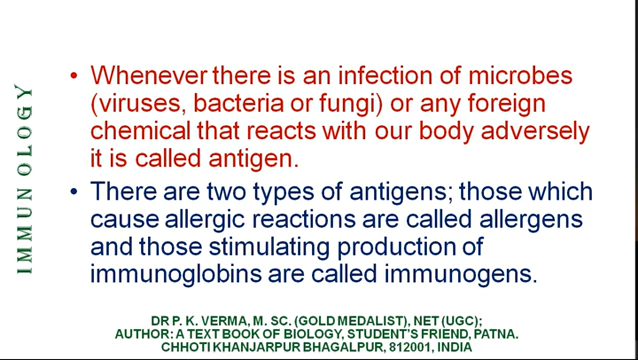 IMMUNOLOGY
• Whenever there is an infection of microbes
(viruses, bacteria or fungi) or any foreign
chemical that reacts with our body adversely
it is called antigen.
• There are two types of antigens; those which
cause allergic reactions are called allergens
and those stimulating production of
immunoglobins are called immunogens.
DR P. K. VERMA, M. SC. (GOLD MEDALIST), NET (UGC);
AUTHOR: A TEXT BOOK OF BIOLOGY, STUDENT'S FRIEND, PATNA.
CHHOTI KHANJARPUR BHAGALPUR, 812001, INDIA